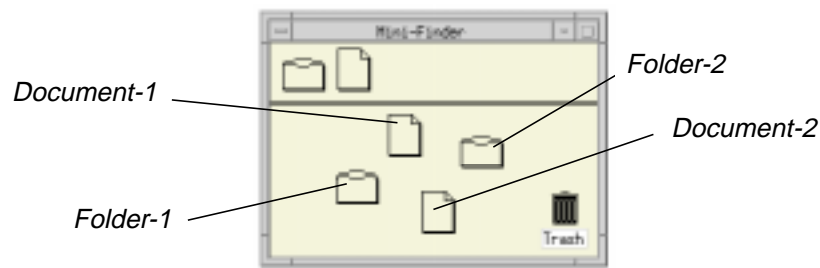 Mini-Finder
Folder-2
Document-1
Document-2
Folder-1
Trash